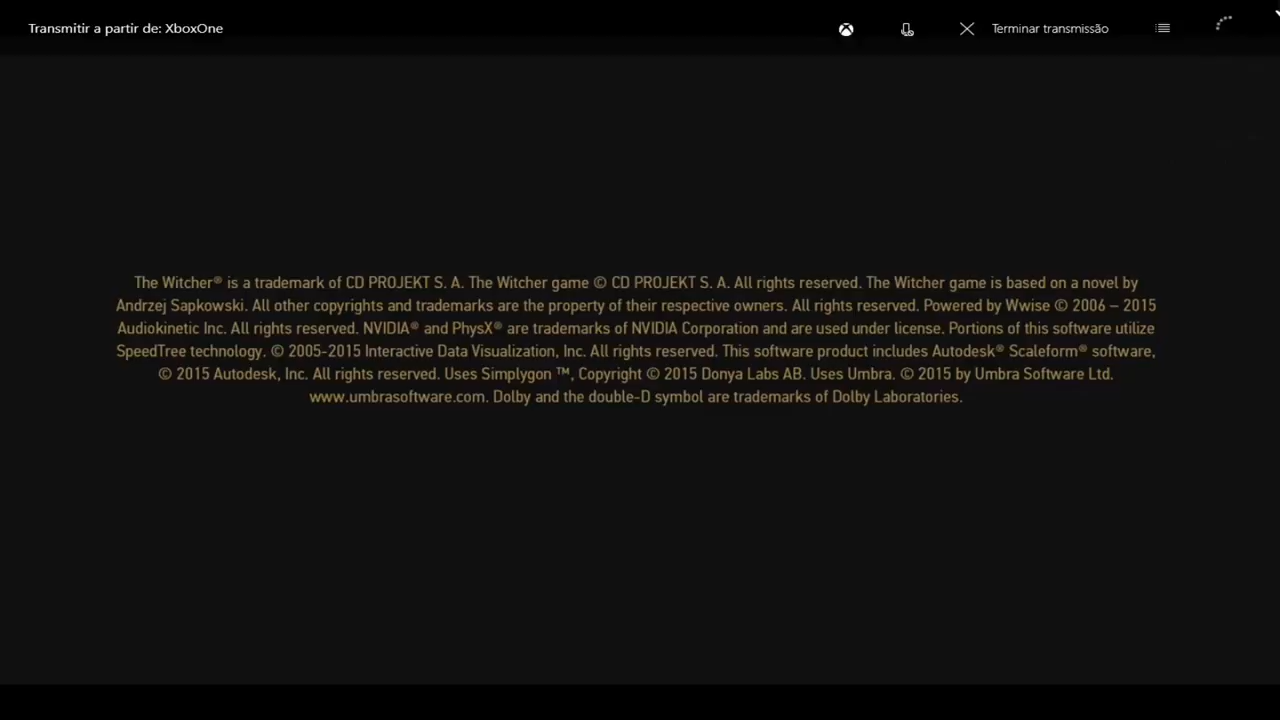 Transmitir a partir de: XboxOne
Terminar transmissão
The Witcher® is a trademark of CD PROJEKT S. A. The Witcher game © CD PROJEKT S. A. All rights reserved. The Witcher game is based on a novel by
Andrzej Sapkowski. All other copyrights and trademarks are the property of their respective owners. All rights reserved. Powered by Wwise © 2006 – 2015
Audiokinetic Inc. All rights reserved. NVIDIA® and PhysX® are trademarks of NVIDIA Corporation and are used under license. Portions of this software utilize
SpeedTree technology. © 2005-2015 Interactive Data Visualization, Inc. All rights reserved. This software product includes Autodesk® Scaleform® software,
© 2015 Autodesk, Inc. All rights reserved. Uses Simplygon ™, Copyright © 2015 Donya Labs AB. Uses Umbra. © 2015 by Umbra Software Ltd.
www.umbrasoftware.com. Dolby and the double-D symbol are trademarks of Dolby Laboratories.